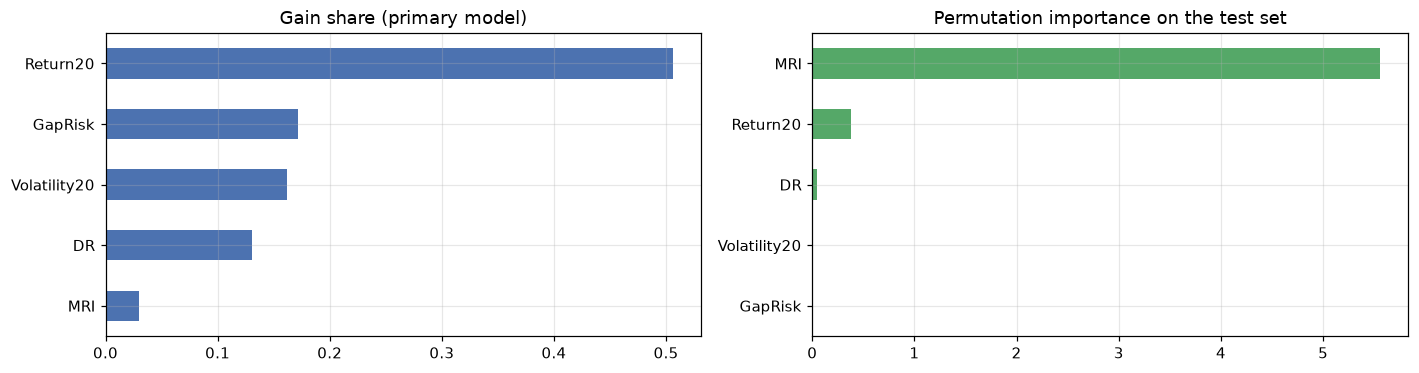 Gain share (primary model)
Return20
GapRisk
Volatility20
DR
MRI
0.0 0.1 0.2 0.3 0.4 0.5
Permutation importance on the test set
MRI
Return20
DR
Volatility20
GapRisk
0 1 2 3 4 5